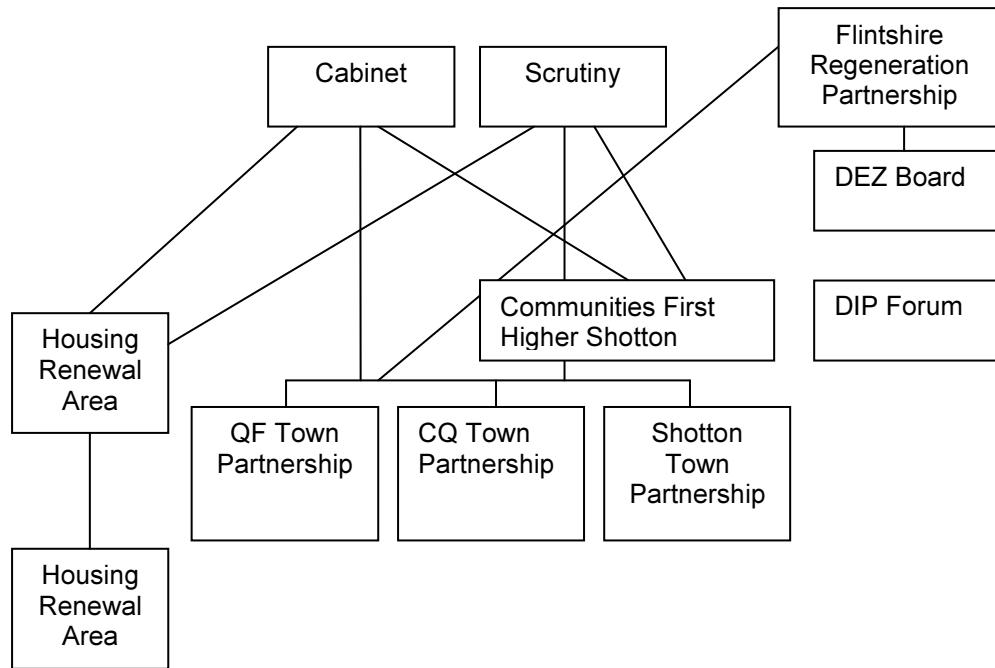 Cabinet
Scrutiny
Flintshire
Regeneration
Partnership
DEZ Board
Communities First
Higher Shotton
DIP Forum
Housing
Renewal
Area
QF Town
Partnership
CQ Town
Partnership
Shotton
Town
Partnership
Housing
Renewal
Area